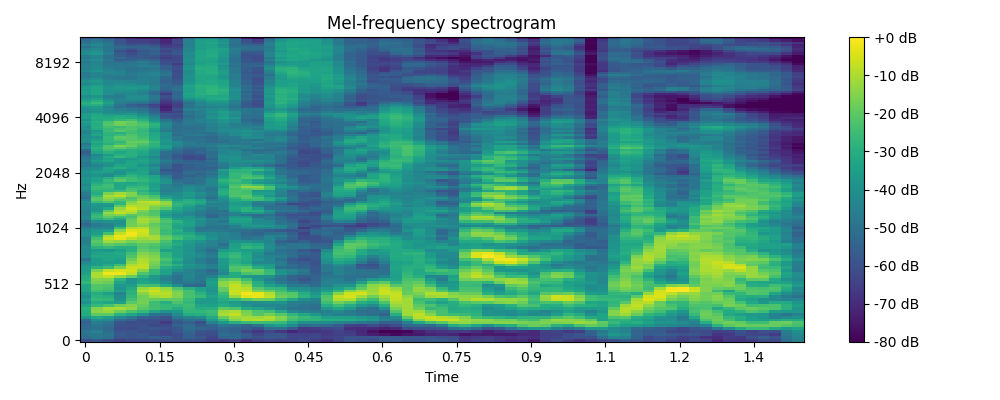 Mel-frequency spectrogram
Hz
8192
4096
2048
1024
512
0
0 0.15 0.3 0.45 0.6 0.75 0.9 1.1 1.2 1.4
Time
+0 dB
-10 dB
-20 dB
-30 dB
-40 dB
-50 dB
-60 dB
-70 dB
-80 dB